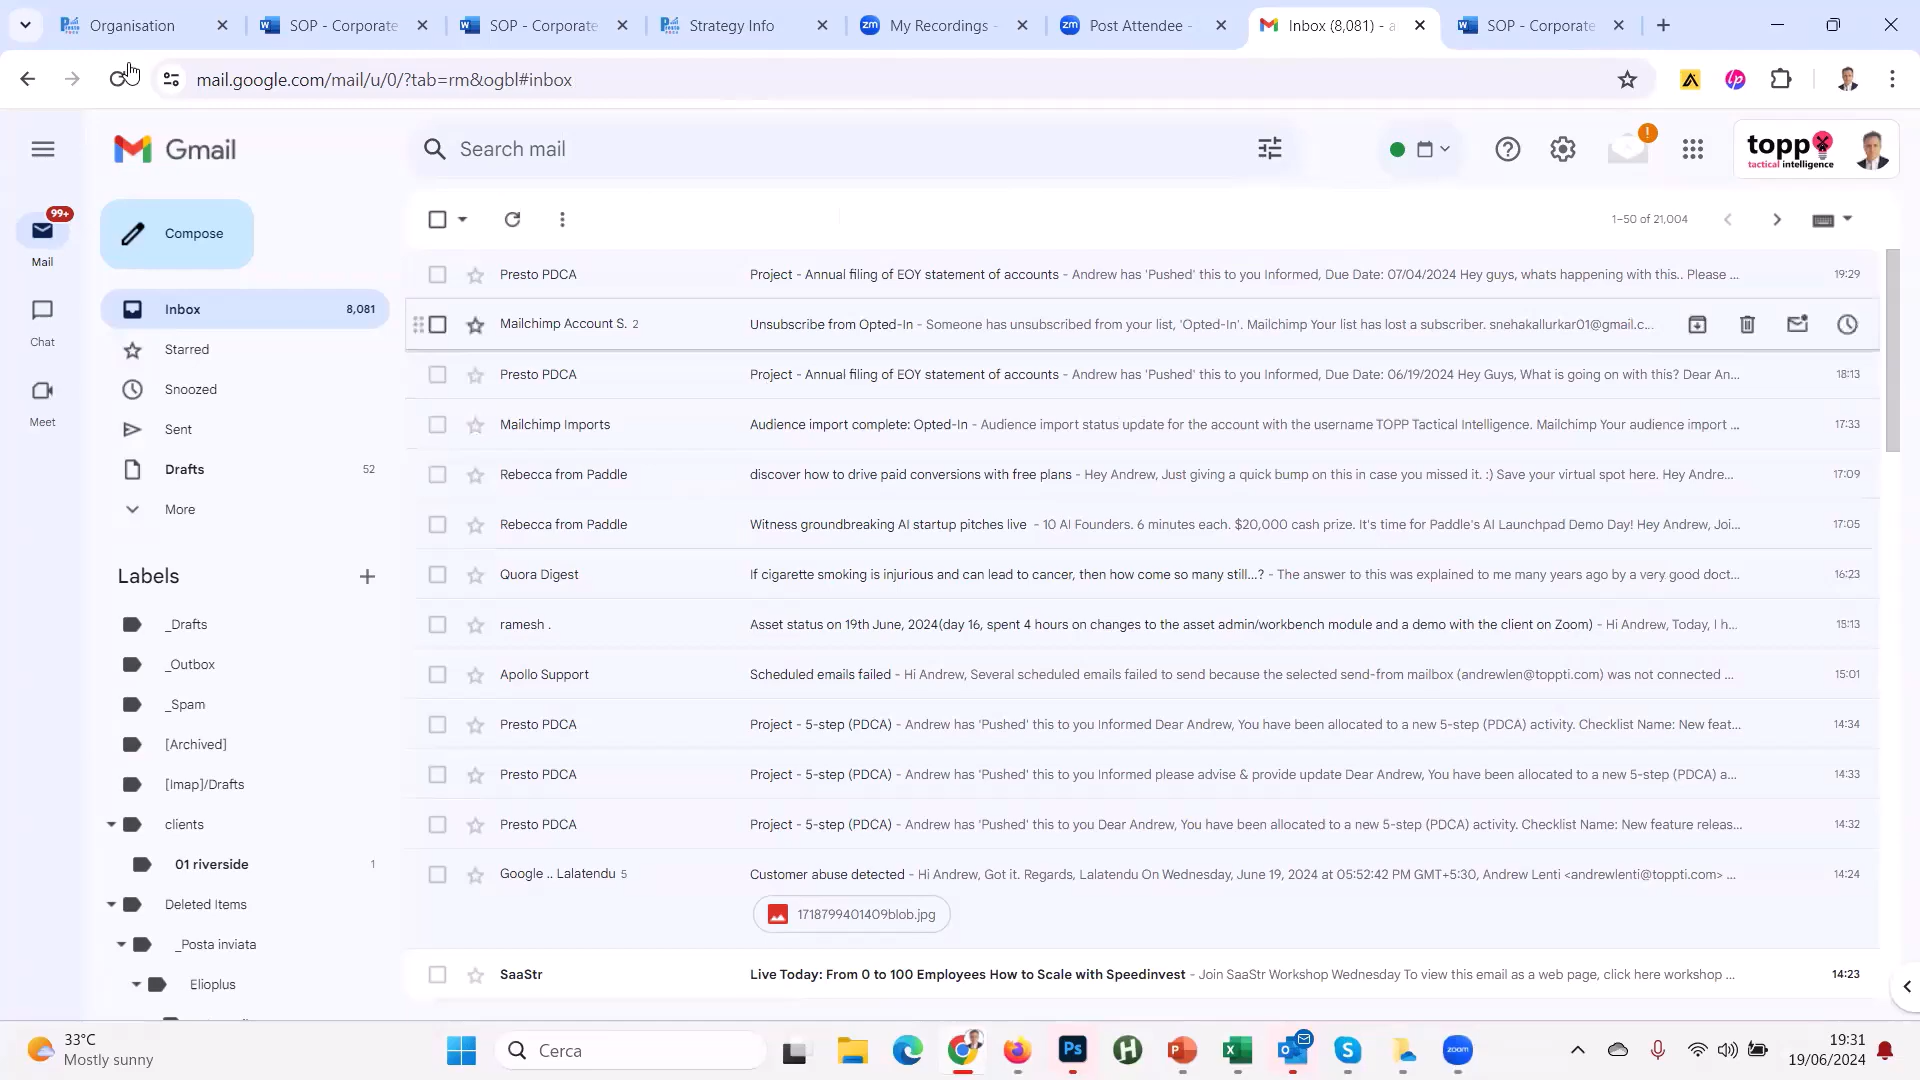 Organisation
SOP - Corporate
SOP - Corporate
Strategy Info
zm My Recordings -
zm Post Attendee -
Inbox (8,081) - a
SOP - Corporate
mail.google.com/mail/u/0/?tab=rm&ogbl#inbox
Gmail
Search mail
topp
tactical intelligence
99+
Mail
Chat
Meet
Compose
Inbox 8,081
Starred
Snoozed
Sent
Drafts 52
More
Labels
_Drafts
_Outbox
_Spam
[Archived]
[Imap]/Drafts
clients
01 riverside 1
Deleted Items
_Posta inviata
Elioplus
1–50 of 21,004
Presto PDCA Project - Annual filing of EOY statement of accounts - Andrew has 'Pushed' this to you Informed, Due Date: 07/04/2024 Hey guys, whats happening with this.. Please ... 19:29
Mailchimp Account S. 2 Unsubscribe from Opted-In - Someone has unsubscribed from your list, 'Opted-In'. Mailchimp Your list has lost a subscriber. snehakallurkar01@gmail.c...
Presto PDCA Project - Annual filing of EOY statement of accounts - Andrew has 'Pushed' this to you Informed, Due Date: 06/19/2024 Hey Guys, What is going on with this? Dear An... 18:13
Mailchimp Imports Audience import complete: Opted-In - Audience import status update for the account with the username TOPP Tactical Intelligence. Mailchimp Your audience import ... 17:33
Rebecca from Paddle discover how to drive paid conversions with free plans - Hey Andrew, Just giving a quick bump on this in case you missed it. :) Save your virtual spot here. Hey Andre... 17:09
Rebecca from Paddle Witness groundbreaking AI startup pitches live - 10 AI Founders. 6 minutes each. $20,000 cash prize. It's time for Paddle's AI Launchpad Demo Day! Hey Andrew, Joi... 17:05
Quora Digest If cigarette smoking is injurious and can lead to cancer, then how come so many still...? - The answer to this was explained to me many years ago by a very good doct... 16:23
ramesh . Asset status on 19th June, 2024(day 16, spent 4 hours on changes to the asset admin/workbench module and a demo with the client on Zoom) - Hi Andrew, Today, I h... 15:13
Apollo Support Scheduled emails failed - Hi Andrew, Several scheduled emails failed to send because the selected send-from mailbox (andrewlen@toppti.com) was not connected ... 15:01
Presto PDCA Project - 5-step (PDCA) - Andrew has 'Pushed' this to you Informed Dear Andrew, You have been allocated to a new 5-step (PDCA) activity. Checklist Name: New feat... 14:34
Presto PDCA Project - 5-step (PDCA) - Andrew has 'Pushed' this to you Informed please advise & provide update Dear Andrew, You have been allocated to a new 5-step (PDCA) a... 14:33
Presto PDCA Project - 5-step (PDCA) - Andrew has 'Pushed' this to you Dear Andrew, You have been allocated to a new 5-step (PDCA) activity. Checklist Name: New feature releas... 14:32
Google .. Lalatendu 5 Customer abuse detected - Hi Andrew, Got it. Regards, Lalatendu On Wednesday, June 19, 2024 at 05:52:42 PM GMT+5:30, Andrew Lenti <andrewlenti@toppti.com> ... 14:24
1718799401409blob.jpg
SaaStr Live Today: From 0 to 100 Employees How to Scale with Speedinvest - Join SaaStr Workshop Wednesday To view this email as a web page, click here workshop ... 14:23
33°C
Mostly sunny
Cerca
Ps
H
zoom
19:31
19/06/2024